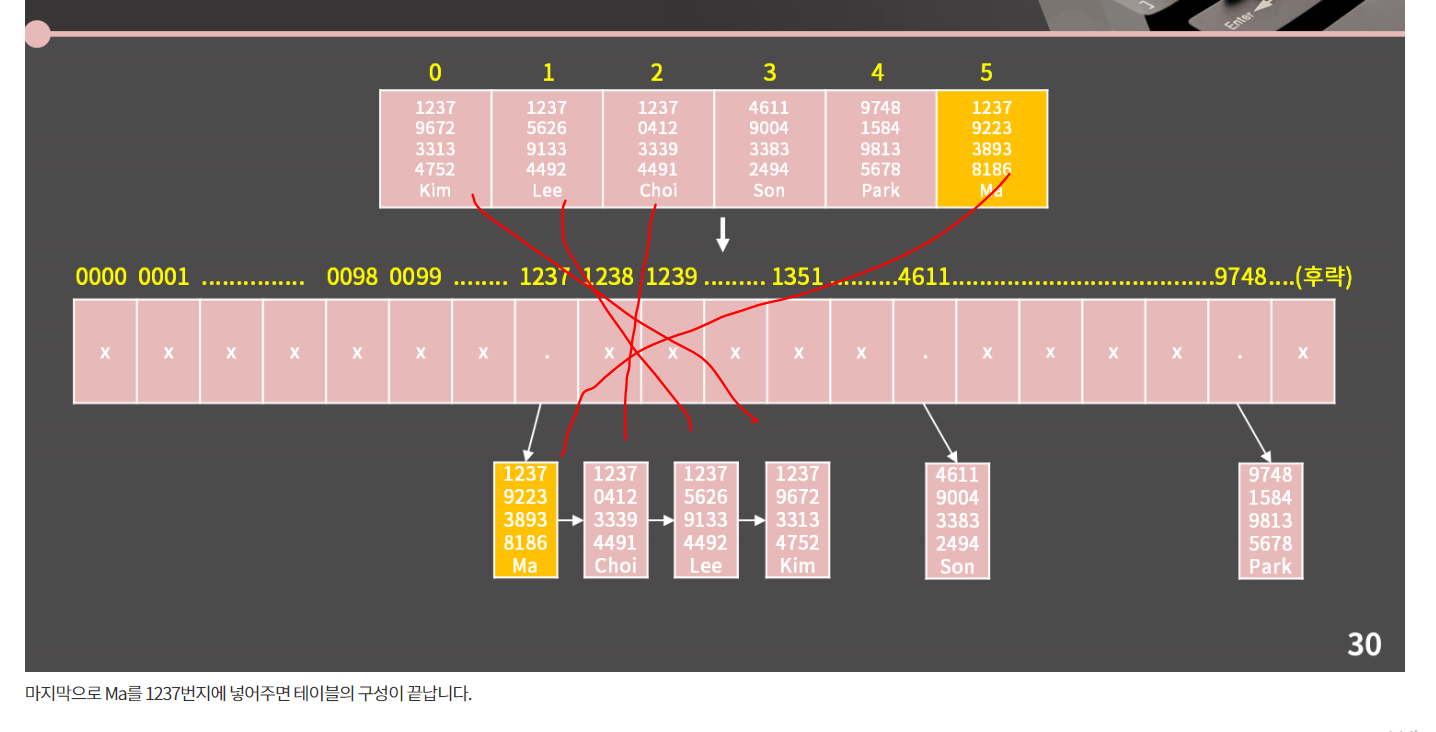 Enter
0 1 2 3 4 5
1237 1237 1237 4611 9748 1237
9672 5626 0412 9004 1584 9223
3313 9133 3339 3383 9813 3893
4752 4492 4491 2494 5678 8186
Kim Lee Choi Son Park Ma
0000 0001 .............. 0098 0099 ........ 1237 1238 1239 ......... 1351 ..........4611......................................9748....(후략)
x x x x x x x . x x x x x . x x x x . x
1237 1237 1237 1237 4611 9748
9223 0412 5626 9672 9004 1584
3893 3339 9133 3313 3383 9813
8186 4491 4492 4752 2494 5678
Ma Choi Lee Kim Son Park
30
마지막으로 Ma를 1237번지에 넣어주면 테이블의 구성이 끝납니다.